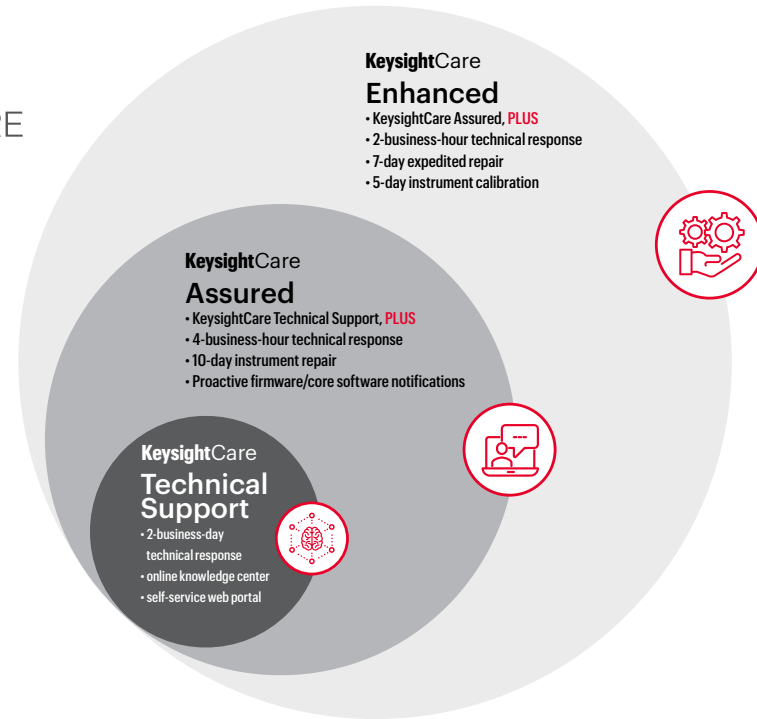 RE
KeysightCare
Enhanced
• KeysightCare Assured, PLUS
• 2-business-hour technical response
• 7-day expedited repair
• 5-day instrument calibration
KeysightCare
Assured
• KeysightCare Technical Support, PLUS
• 4-business-hour technical response
• 10-day instrument repair
• Proactive firmware/core software notifications
KeysightCare
Technical
Support
• 2-business-day
technical response
• online knowledge center
• self-service web portal